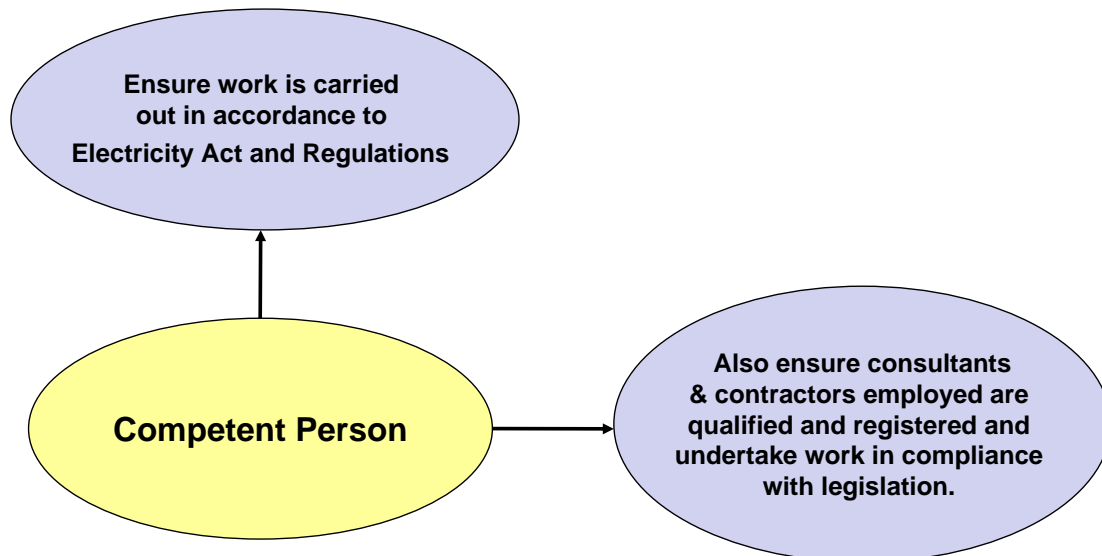 Ensure work is carried
out in accordance to
Electricity Act and Regulations
Competent Person
Also ensure consultants
& contractors employed are
qualified and registered and
undertake work in compliance
with legislation.